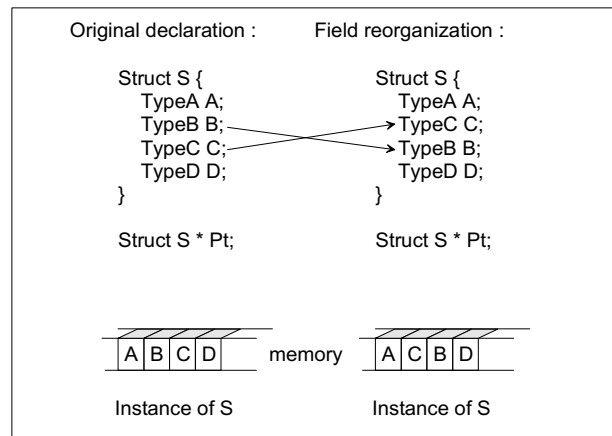 Original declaration :
Field reorganization :
Struct S {
TypeA A;
TypeB B;
TypeC C;
TypeD D;
}
Struct S * Pt;
Struct S {
TypeA A;
TypeC C;
TypeB B;
TypeD D;
}
Struct S * Pt;
A B C D
memory
A C B D
Instance of S
Instance of S